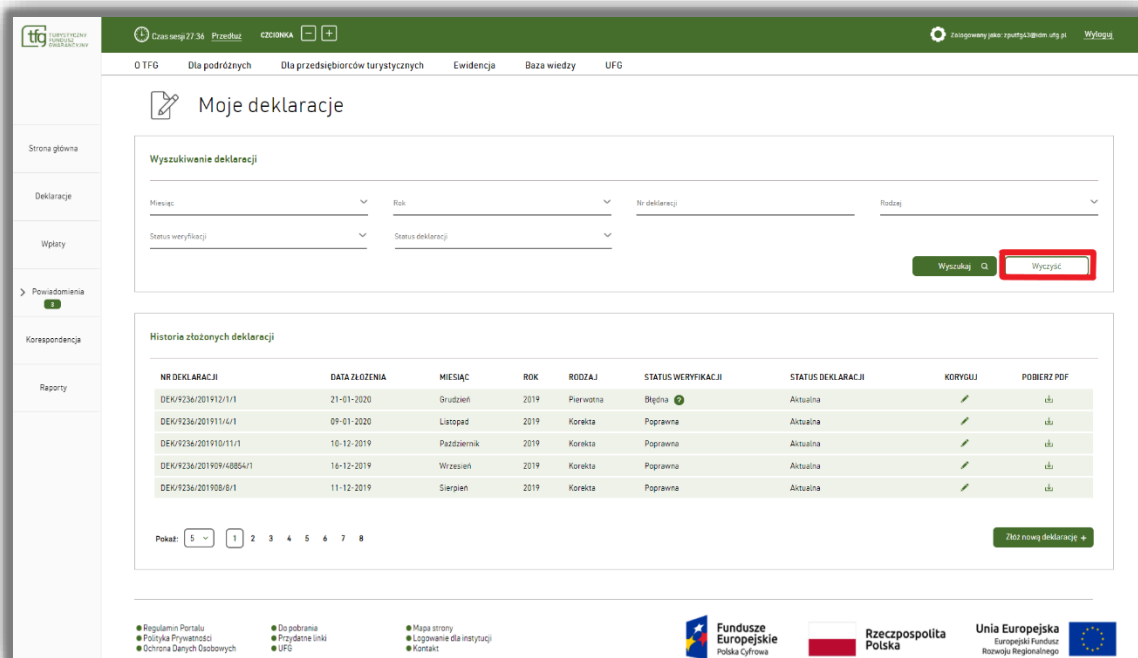 tfg TURYSTYCZNY FUNDUSZ GWARANCYJNY
Czas sesji 27:36 Przedłuż CZCIONKA − +
Zalogowany jako: zputfg43@idm.ufg.pl Wyloguj
O TFG Dla podróżnych Dla przedsiębiorców turystycznych Ewidencja Baza wiedzy UFG
Moje deklaracje
Strona główna
Deklaracje
Wpłaty
Powiadomienia
Korespondencja
Raporty
Wyszukiwanie deklaracji
Miesiąc Rok Nr deklaracji Rodzaj
Status weryfikacji Status deklaracji
Wyszukaj Wyczyść
Historia złożonych deklaracji
NR DEKLARACJI DATA ZŁOŻENIA MIESIĄC ROK RODZAJ STATUS WERYFIKACJI STATUS DEKLARACJI KORYGUJ POBIERZ PDF
DEK/9236/201912/1/1 21-01-2020 Grudzień 2019 Pierwotna Błędna ? Aktualna
DEK/9236/201911/4/1 09-01-2020 Listopad 2019 Korekta Poprawna Aktualna
DEK/9236/201910/11/1 10-12-2019 Październik 2019 Korekta Poprawna Aktualna
DEK/9236/201909/48854/1 16-12-2019 Wrzesień 2019 Korekta Poprawna Aktualna
DEK/9236/201908/8/1 11-12-2019 Sierpień 2019 Korekta Poprawna Aktualna
Pokaż: 5 1 2 3 4 5 6 7 8
Złóż nową deklarację +
Regulamin Portalu
Polityka Prywatności
Ochrona Danych Osobowych
Do pobrania
Przydatne linki
UFG
Mapa strony
Logowanie dla instytucji
Kontakt
Fundusze
Europejskie
Polska Cyfrowa
Rzeczpospolita
Polska
Unia Europejska
Europejski Fundusz
Rozwoju Regionalnego